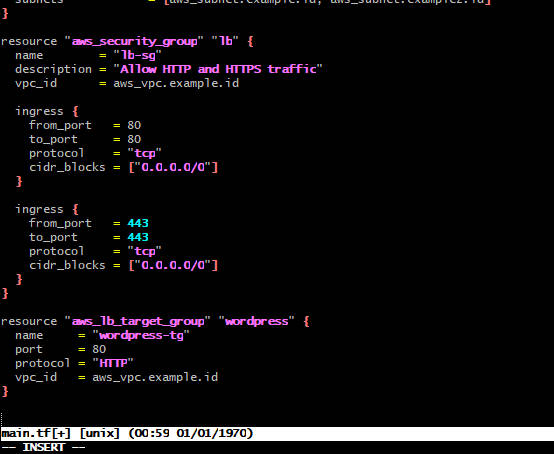 subnets            = [aws_subnet.example.id, aws_subnet.example2.id]
}

resource "aws_security_group" "lb" {
  name        = "lb-sg"
  description = "Allow HTTP and HTTPS traffic"
  vpc_id      = aws_vpc.example.id

  ingress {
    from_port   = 80
    to_port     = 80
    protocol    = "tcp"
    cidr_blocks = ["0.0.0.0/0"]
  }

  ingress {
    from_port   = 443
    to_port     = 443
    protocol    = "tcp"
    cidr_blocks = ["0.0.0.0/0"]
  }
}

resource "aws_lb_target_group" "wordpress" {
  name     = "wordpress-tg"
  port     = 80
  protocol = "HTTP"
  vpc_id   = aws_vpc.example.id
}

main.tf[+] [unix] (00:59 01/01/1970)
-- INSERT --